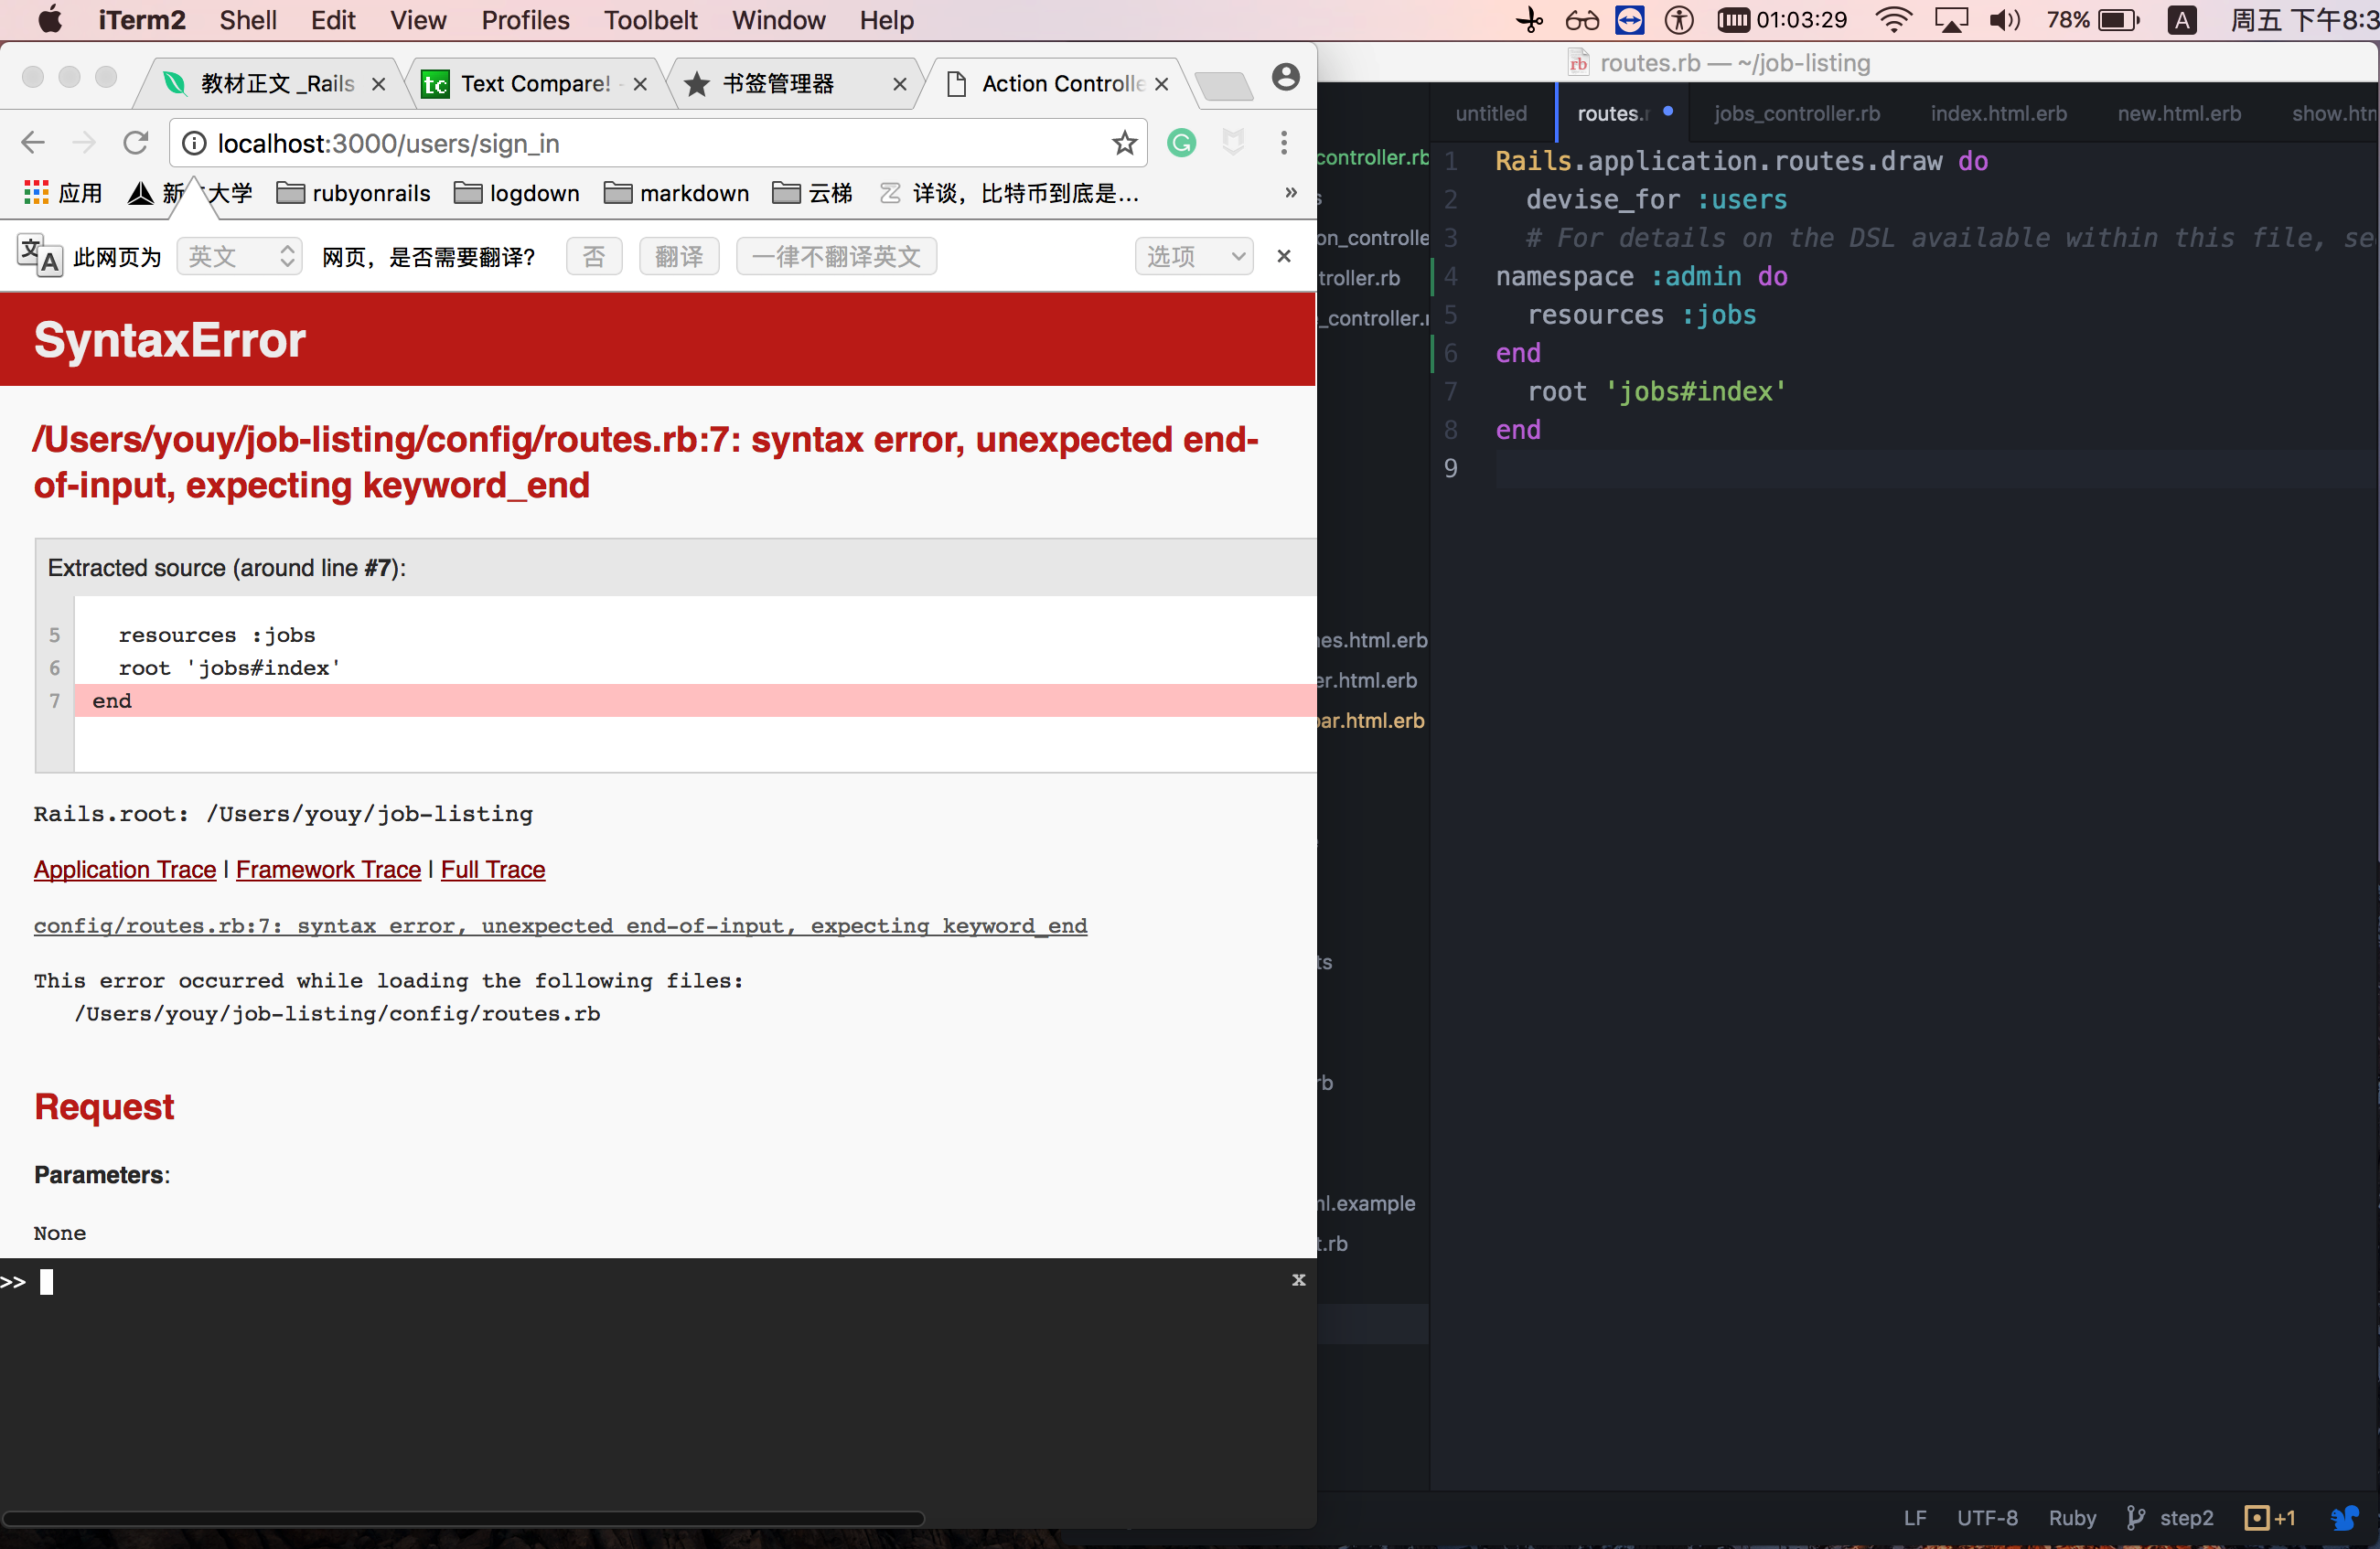 iTerm2 Shell Edit View Profiles Toolbelt Window Help 01:03:29 78% A 周五 下午8:3
教材正文 _Rails Text Compare! 书签管理器 Action Controlle
localhost:3000/users/sign_in
应用 rubyonrails logdown markdown 云梯 详谈，比特币到底是...
此网页为 英文 网页，是否需要翻译? 否 翻译 一律不翻译英文 选项
SyntaxError
/Users/youy/job-listing/config/routes.rb:7: syntax error, unexpected end-
of-input, expecting keyword_end
Extracted source (around line #7):
5 resources :jobs
6 root 'jobs#index'
7 end
Rails.root: /Users/youy/job-listing
Application Trace | Framework Trace | Full Trace
config/routes.rb:7: syntax error, unexpected end-of-input, expecting keyword_end
This error occurred while loading the following files:
/Users/youy/job-listing/config/routes.rb
Request
Parameters:
None
>>
x
routes.rb — ~/job-listing
untitled routes.r jobs_controller.rb index.html.erb new.html.erb show.htm
controller.rb
on_controlle
troller.rb
_controller.r
nes.html.erb
er.html.erb
bar.html.erb
ts
rb
ml.example
t.rb
1 Rails.application.routes.draw do
2 devise_for :users
3 # For details on the DSL available within this file, se
4 namespace :admin do
5 resources :jobs
6 end
7 root 'jobs#index'
8 end
9
LF UTF-8 Ruby step2 +1